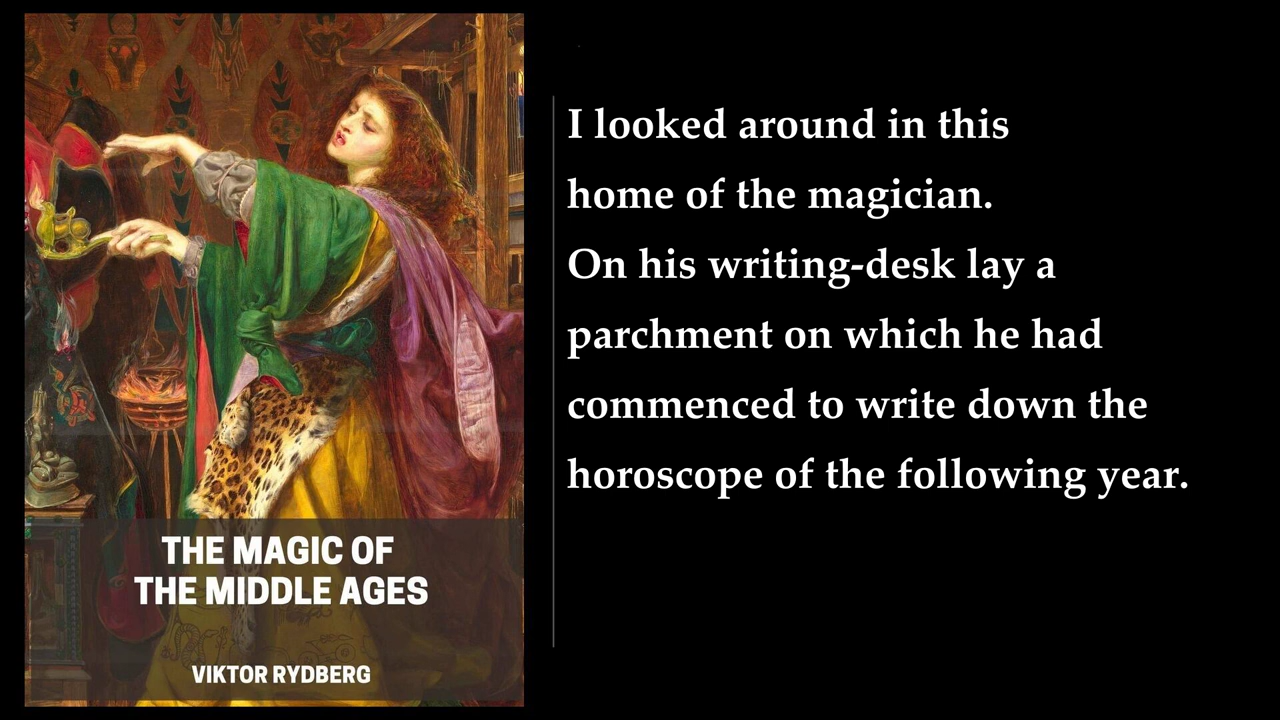 I looked around in this
home of the magician.
On his writing-desk lay a
parchment on which he had
commenced to write down the
horoscope of the following year.
THE MAGIC OF
THE MIDDLE AGES
VIKTOR RYDBERG